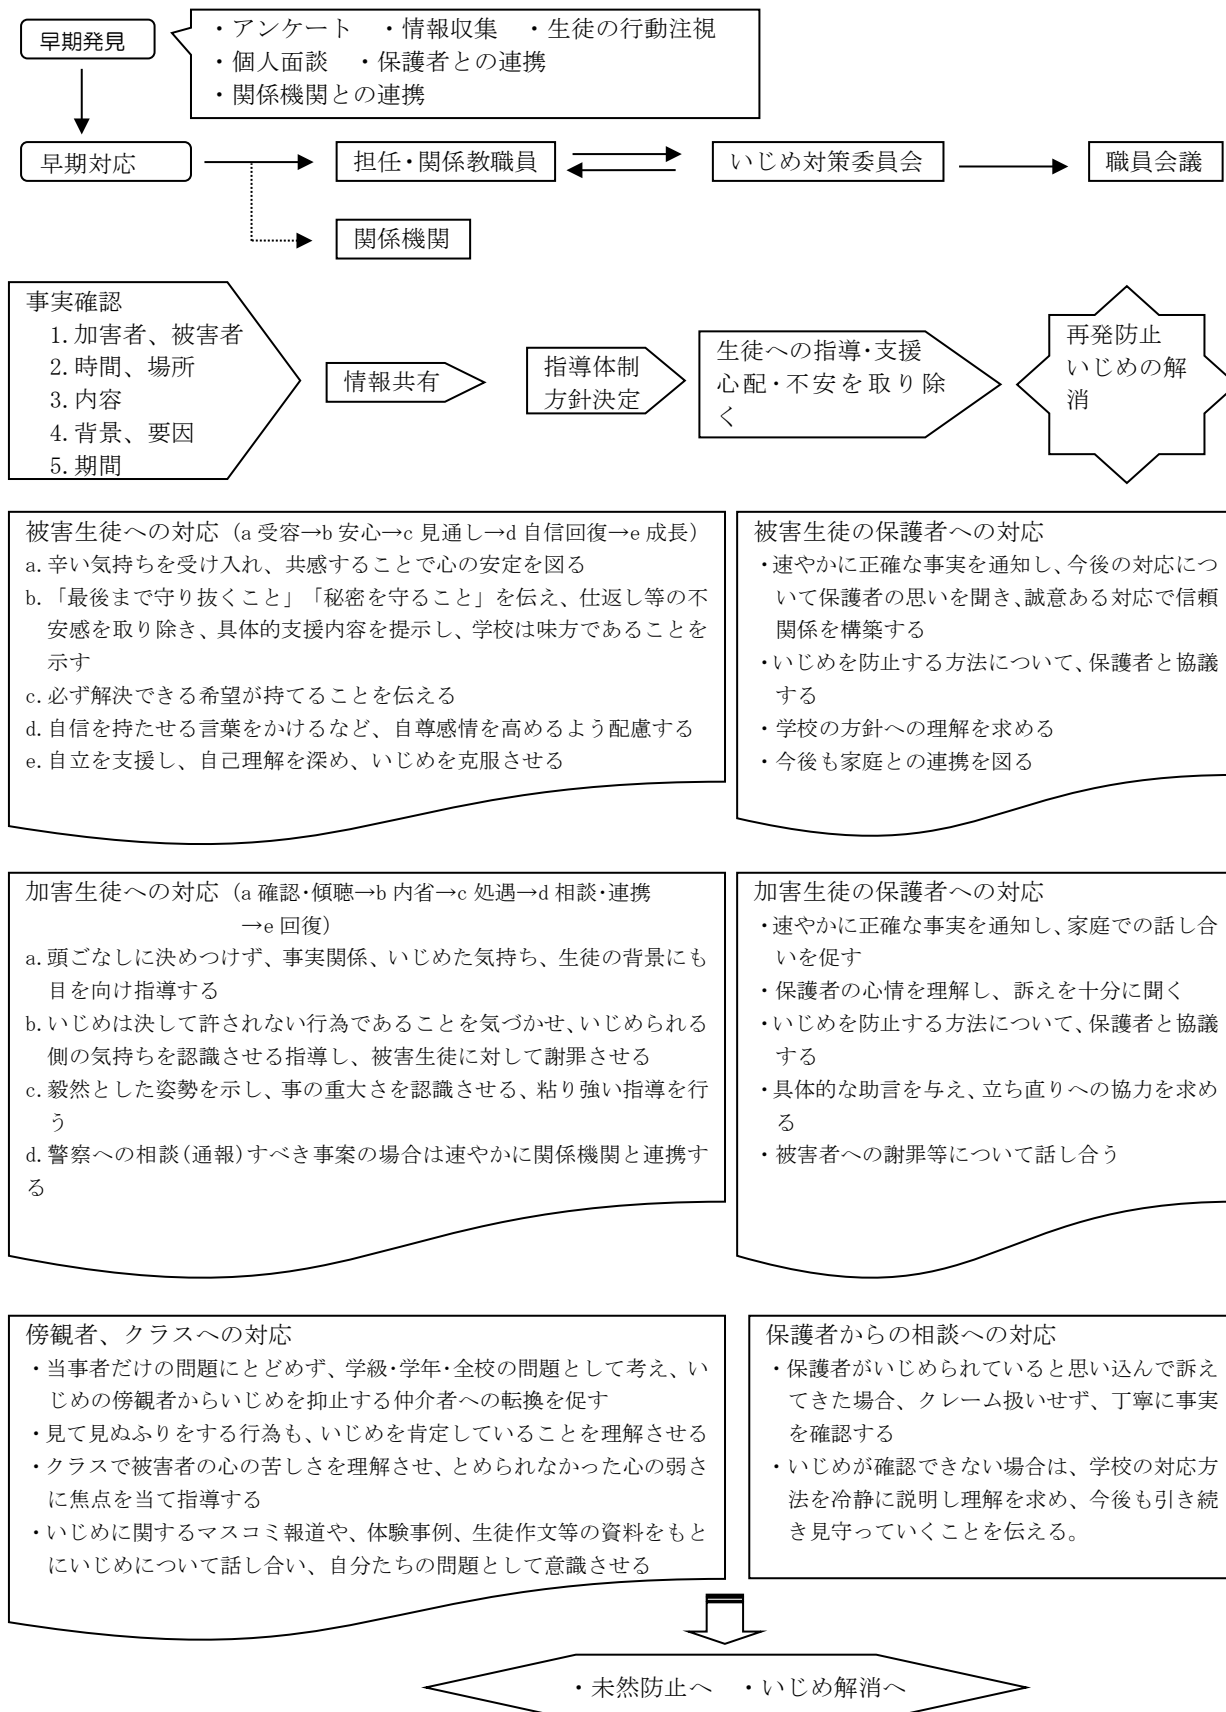 早期発見
・アンケート　・情報収集　・生徒の行動注視
・個人面談　・保護者との連携
・関係機関との連携
早期対応
担任・関係教職員
いじめ対策委員会
職員会議
関係機関
事実確認
1.加害者、被害者
2.時間、場所
3.内容
4.背景、要因
5.期間
情報共有
指導体制
方針決定
生徒への指導・支援
心配・不安を取り除
く
再発防止
いじめの解
消
被害生徒への対応（a 受容→b 安心→c 見通し→d 自信回復→e 成長）
a.辛い気持ちを受け入れ、共感することで心の安定を図る
b.「最後まで守り抜くこと」「秘密を守ること」を伝え、仕返し等の不
安感を取り除き、具体的支援内容を提示し、学校は味方であることを
示す
c.必ず解決できる希望が持てることを伝える
d.自信を持たせる言葉をかけるなど、自尊感情を高めるよう配慮する
e.自立を支援し、自己理解を深め、いじめを克服させる
被害生徒の保護者への対応
・速やかに正確な事実を通知し、今後の対応につ
いて保護者の思いを聞き、誠意ある対応で信頼
関係を構築する
・いじめを防止する方法について、保護者と協議
する
・学校の方針への理解を求める
・今後も家庭との連携を図る
加害生徒への対応（a 確認・傾聴→b 内省→c 処遇→d 相談・連携
→e 回復）
a.頭ごなしに決めつけず、事実関係、いじめた気持ち、生徒の背景にも
目を向け指導する
b.いじめは決して許されない行為であることを気づかせ、いじめられる
側の気持ちを認識させる指導し、被害生徒に対して謝罪させる
c.毅然とした姿勢を示し、事の重大さを認識させる、粘り強い指導を行
う
d.警察への相談(通報)すべき事案の場合は速やかに関係機関と連携す
る
加害生徒の保護者への対応
・速やかに正確な事実を通知し、家庭での話し合
いを促す
・保護者の心情を理解し、訴えを十分に聞く
・いじめを防止する方法について、保護者と協議
する
・具体的な助言を与え、立ち直りへの協力を求め
る
・被害者への謝罪等について話し合う
傍観者、クラスへの対応
・当事者だけの問題にとどめず、学級・学年・全校の問題として考え、い
じめの傍観者からいじめを抑止する仲介者への転換を促す
・見て見ぬふりをする行為も、いじめを肯定していることを理解させる
・クラスで被害者の心の苦しさを理解させ、とめられなかった心の弱さ
に焦点を当て指導する
・いじめに関するマスコミ報道や、体験事例、生徒作文等の資料をもと
にいじめについて話し合い、自分たちの問題として意識させる
保護者からの相談への対応
・保護者がいじめられていると思い込んで訴え
てきた場合、クレーム扱いせず、丁寧に事実
を確認する
・いじめが確認できない場合は、学校の対応方
法を冷静に説明し理解を求め、今後も引き続
き見守っていくことを伝える。
・未然防止へ　・いじめ解消へ